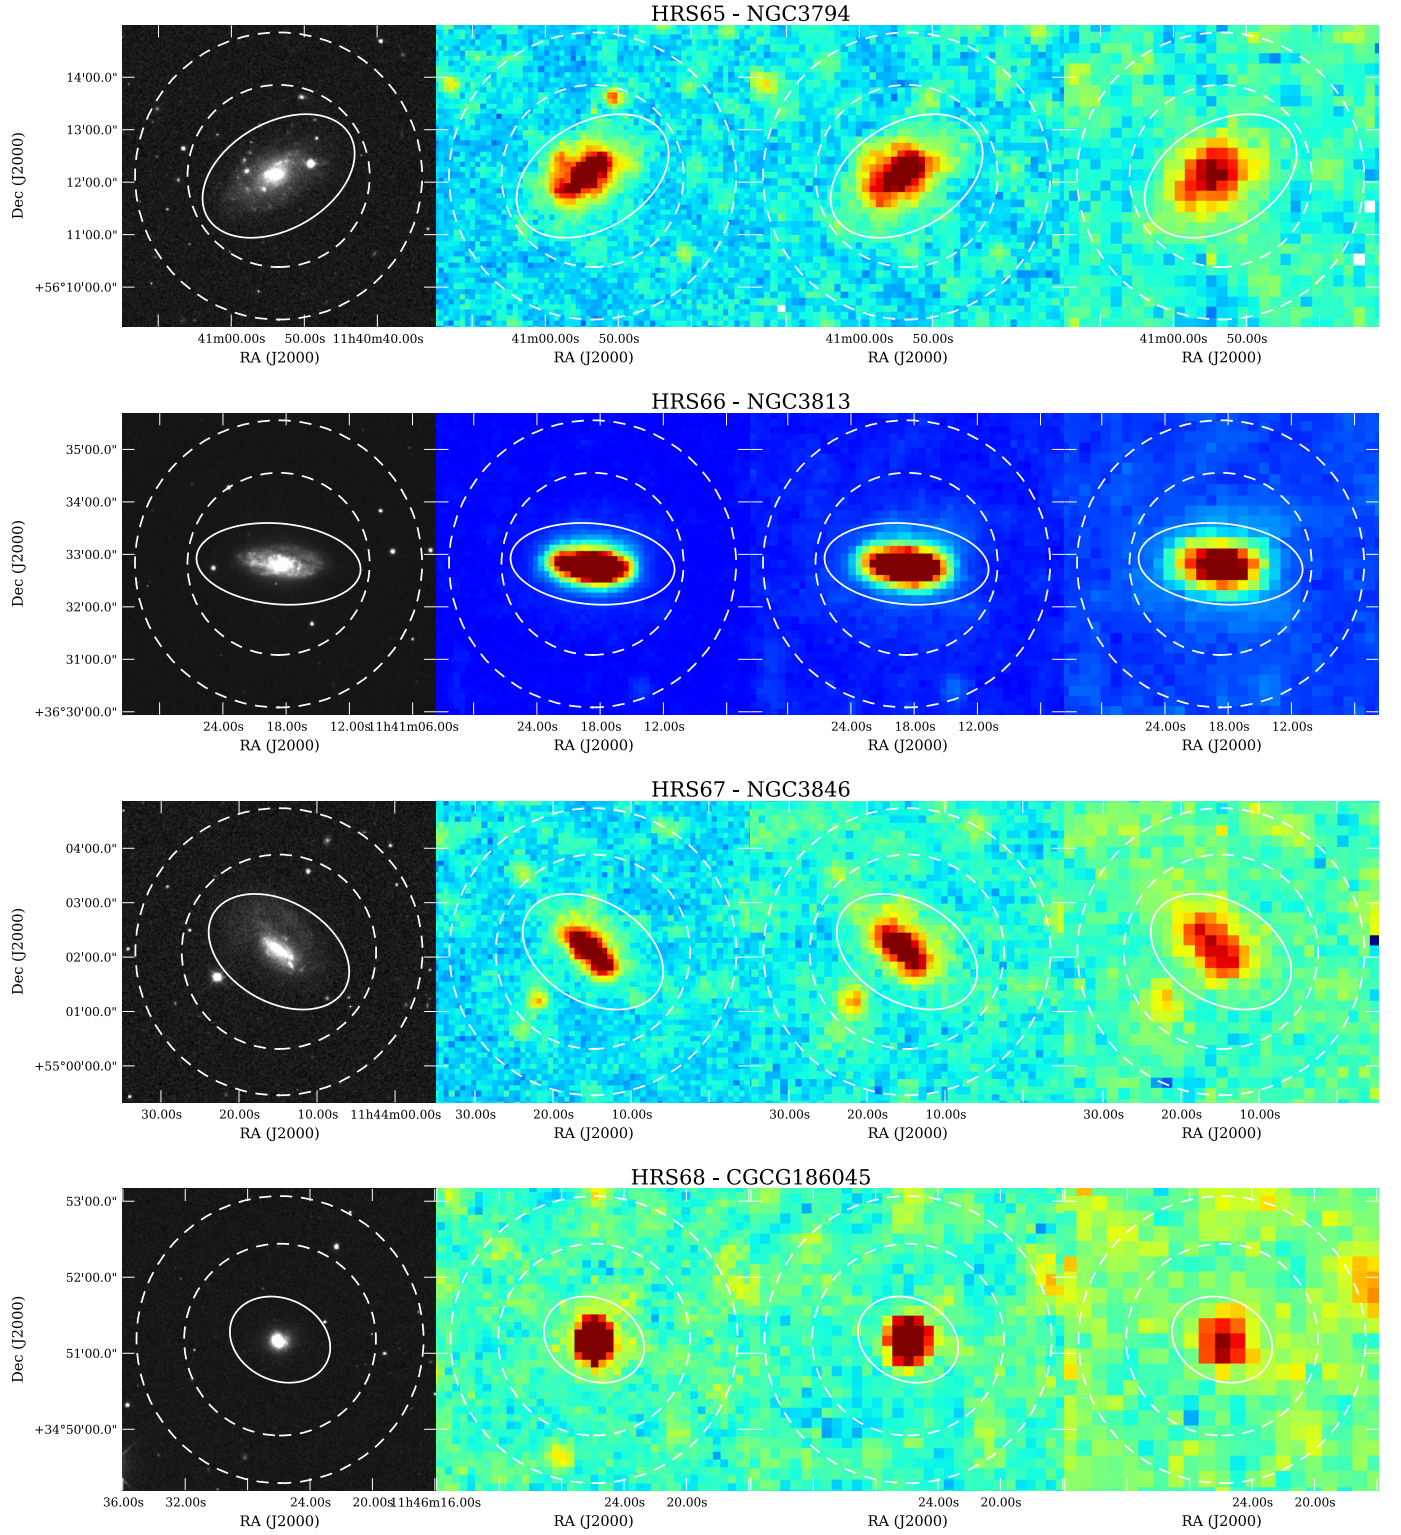 HRS65 - NGC3794
Dec (J2000)
14'00.0"
13'00.0"
12'00.0"
11'00.0"
+56°10'00.0"
41m00.00s 50.00s 11h40m40.00s 41m00.00s 50.00s 41m00.00s 50.00s 41m00.00s 50.00s
RA (J2000) RA (J2000) RA (J2000) RA (J2000)
HRS66 - NGC3813
Dec (J2000)
35'00.0"
34'00.0"
33'00.0"
32'00.0"
31'00.0"
+36°30'00.0"
24.00s 18.00s 12.00s 11h41m06.00s 24.00s 18.00s 12.00s 24.00s 18.00s 12.00s 24.00s 18.00s 12.00s
RA (J2000) RA (J2000) RA (J2000) RA (J2000)
HRS67 - NGC3846
Dec (J2000)
04'00.0"
03'00.0"
02'00.0"
01'00.0"
+55°00'00.0"
30.00s 20.00s 10.00s 11h44m00.00s 30.00s 20.00s 10.00s 30.00s 20.00s 10.00s 30.00s 20.00s 10.00s
RA (J2000) RA (J2000) RA (J2000) RA (J2000)
HRS68 - CGCG186045
Dec (J2000)
53'00.0"
52'00.0"
51'00.0"
+34°50'00.0"
36.00s 32.00s 24.00s 20.00s 11h46m16.00s 24.00s 20.00s 24.00s 20.00s 24.00s 20.00s
RA (J2000) RA (J2000) RA (J2000) RA (J2000)